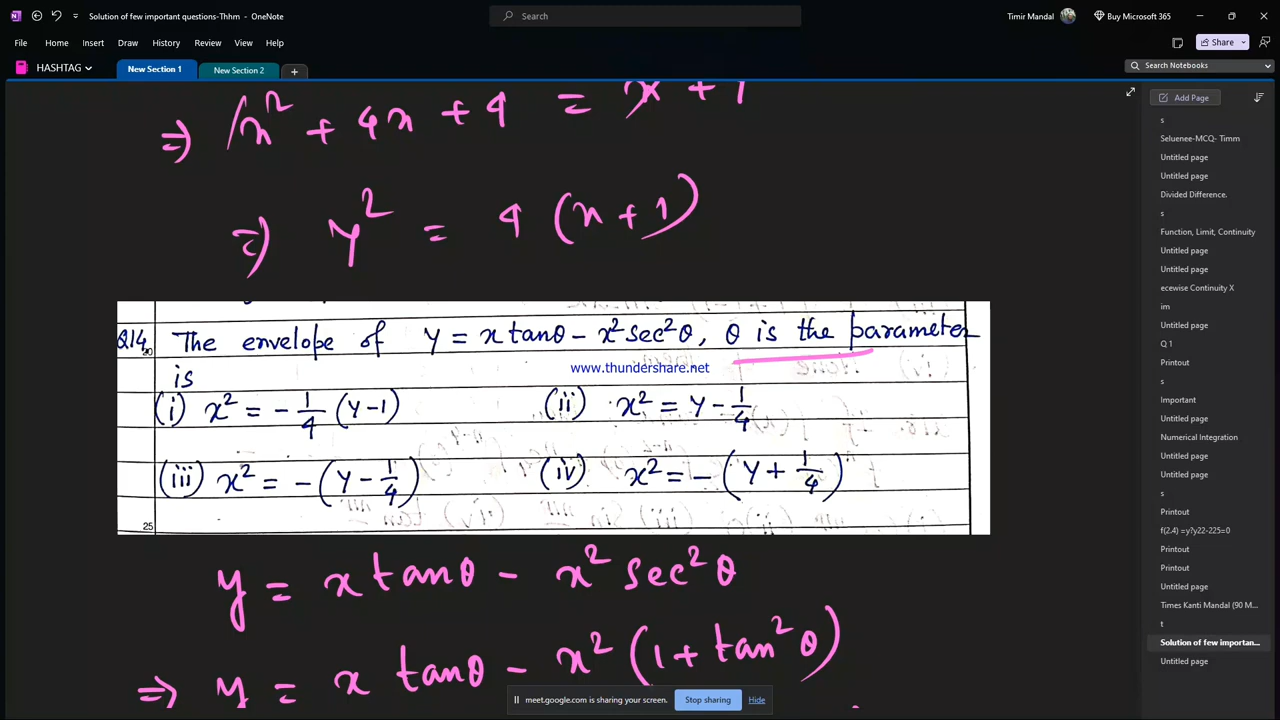 Solution of few important questions-Thhm - OneNote
Search
Timir Mandal
Buy Microsoft 365
File Home Insert Draw History Review View Help
Share
HASHTAG
New Section 1
New Section 2
+
Search Notebooks
Add Page
⇒ x² + 4x + 4 = x + 1
⇒ y² = 4 (x + 1)
Q14. The envelope of y = x tanθ - x² sec²θ, θ is the parameter
20
is
www.thundershare.net
(i) x² = - 1/4 (y-1) (ii) x² = y - 1/4
(iii) x² = - (y - 1/4) (iv) x² = - (y + 1/4)
25
y = x tanθ - x² sec²θ
⇒ y = x tanθ - x² (1 + tan²θ)
meet.google.com is sharing your screen.
Stop sharing
Hide
s
Seluenee-MCQ- Timm
Untitled page
Untitled page
Divided Difference.
s
Function, Limit, Continuity
Untitled page
Untitled page
ecewise Continuity X
im
Untitled page
Q 1
Printout
s
Important
Untitled page
Numerical Integration
Untitled page
Untitled page
s
Printout
f(2.4) =y?y22-225=0
Printout
Printout
Untitled page
Times Kanti Mandal (90 M...
t
Solution of few importan...
Untitled page